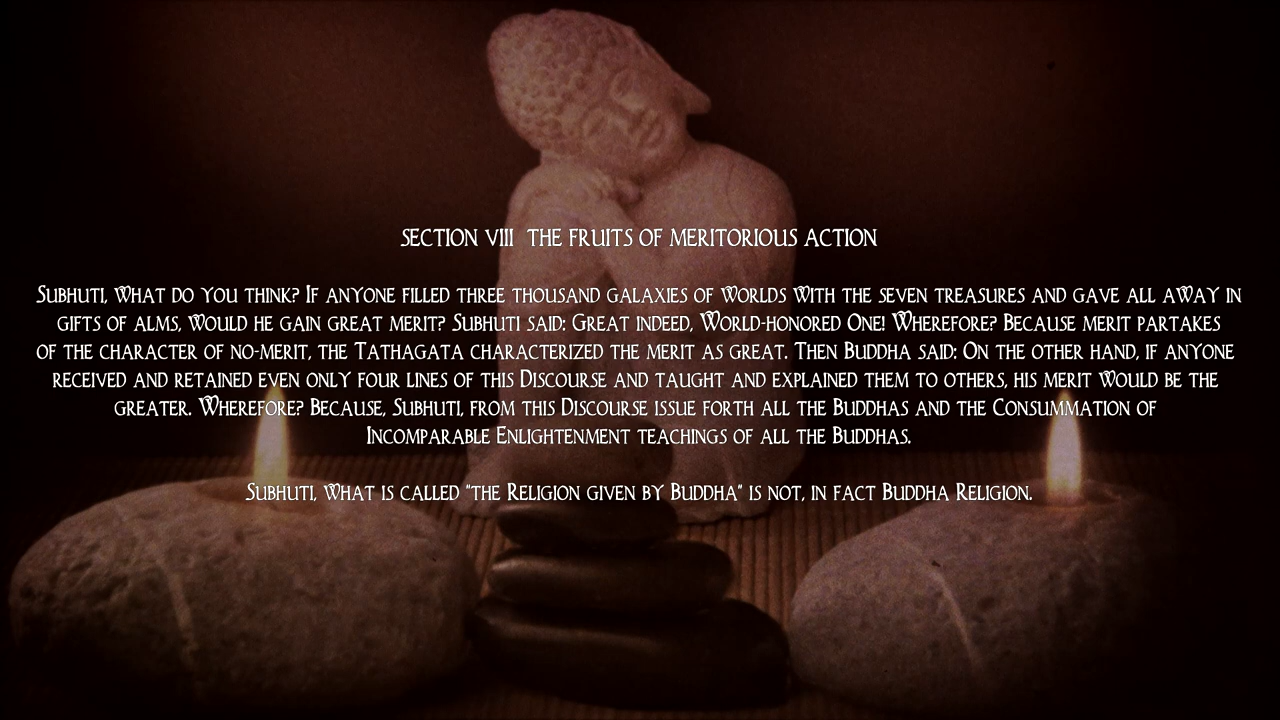 SECTION VIII THE FRUITS OF MERITORIOUS ACTION
Subhuti, what do you think? If anyone filled three thousand galaxies of worlds with the seven treasures and gave all away in
gifts of alms, would he gain great merit? Subhuti said: Great indeed, World-honored One! Wherefore? Because merit partakes
of the character of no-merit, the Tathagata characterized the merit as great. Then Buddha said: On the other hand, if anyone
received and retained even only four lines of this Discourse and taught and explained them to others, his merit would be the
greater. Wherefore? Because, Subhuti, from this Discourse issue forth all the Buddhas and the Consummation of
Incomparable Enlightenment teachings of all the Buddhas.
Subhuti, what is called "the Religion given by Buddha" is not, in fact Buddha Religion.